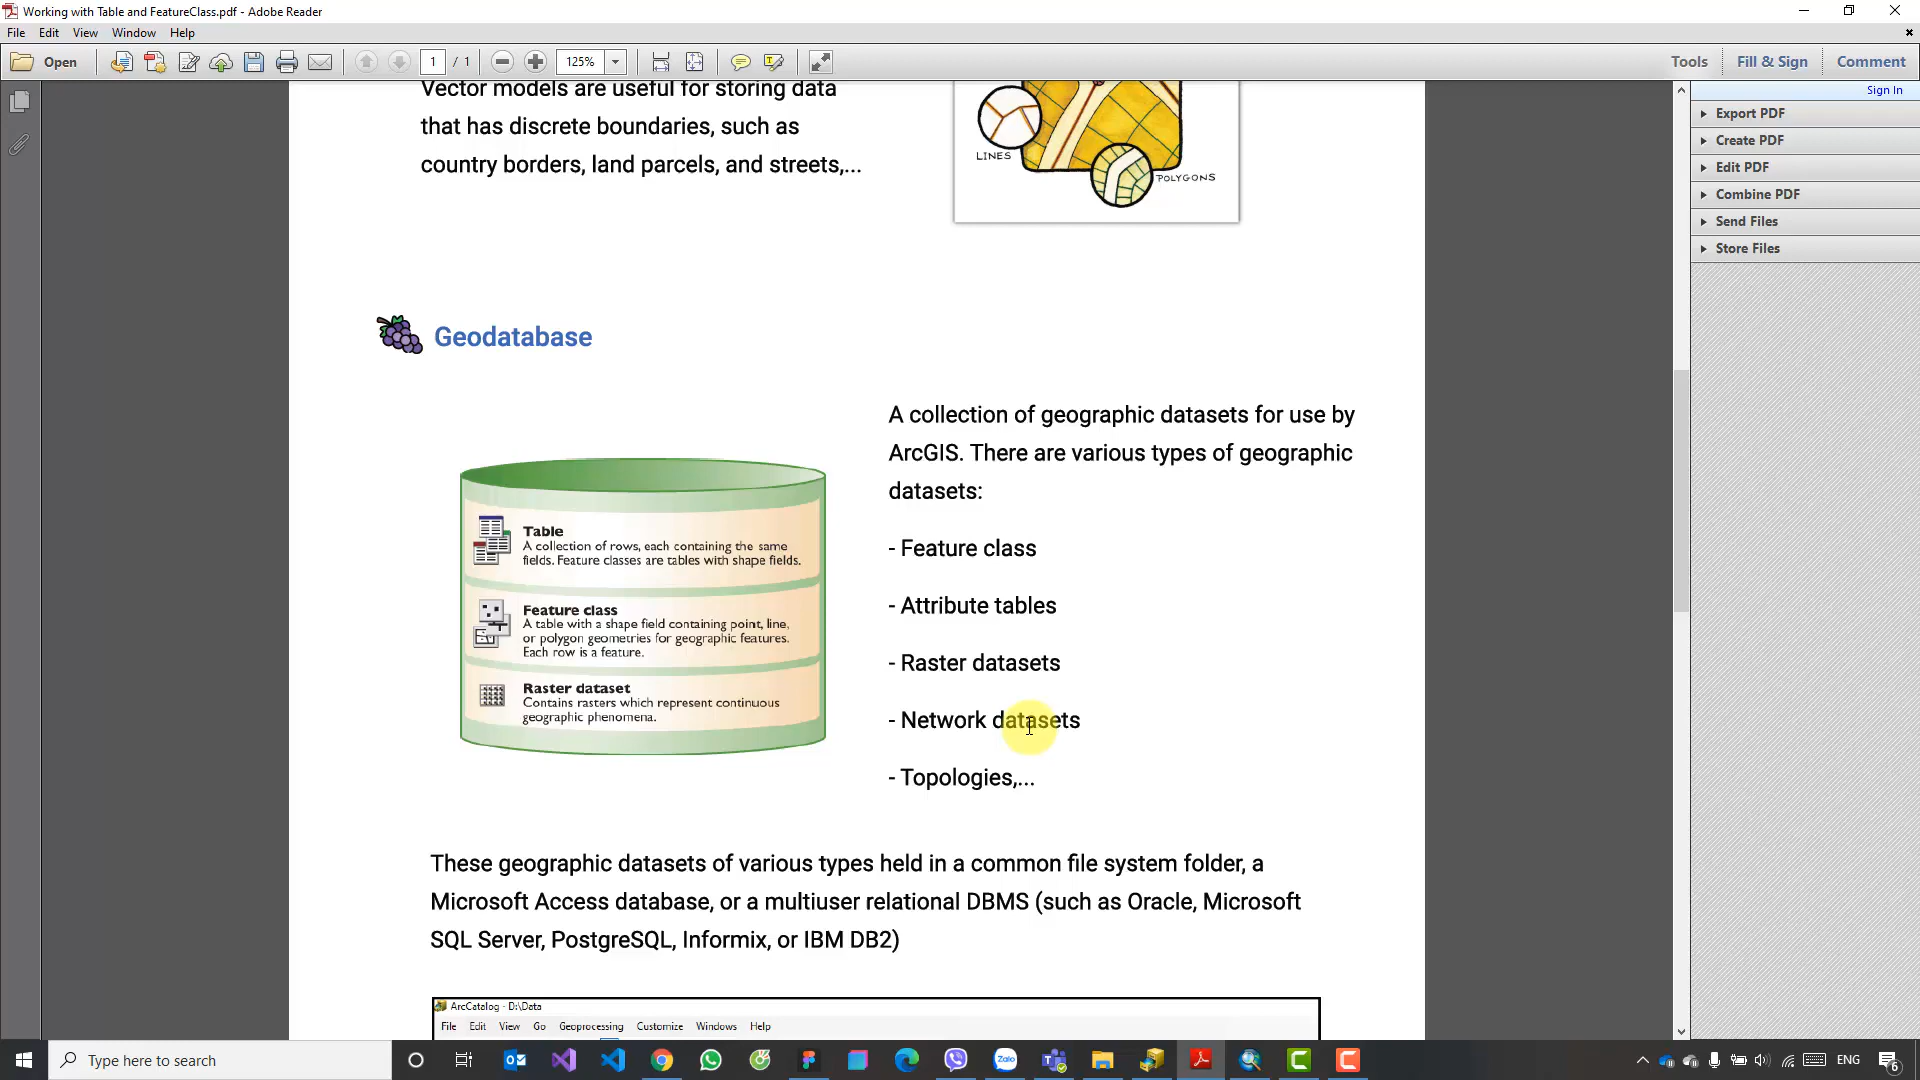 Working with Table and FeatureClass.pdf - Adobe Reader
File Edit View Window Help
Open 1 / 1 125% Tools Fill & Sign Comment
Sign In
Export PDF
Create PDF
Edit PDF
Combine PDF
Send Files
Store Files
Vector models are useful for storing data
that has discrete boundaries, such as
country borders, land parcels, and streets,...
LINES
POLYGONS
Geodatabase
Table
A collection of rows, each containing the same
fields. Feature classes are tables with shape fields.
Feature class
A table with a shape field containing point, line,
or polygon geometries for geographic features.
Each row is a feature.
Raster dataset
Contains rasters which represent continuous
geographic phenomena.
A collection of geographic datasets for use by
ArcGIS. There are various types of geographic
datasets:
- Feature class
- Attribute tables
- Raster datasets
- Network datasets
- Topologies,...
These geographic datasets of various types held in a common file system folder, a
Microsoft Access database, or a multiuser relational DBMS (such as Oracle, Microsoft
SQL Server, PostgreSQL, Informix, or IBM DB2)
ArcCatalog - D:\Data
File Edit View Go Geoprocessing Customize Windows Help
Type here to search
Zalo
ENG
6